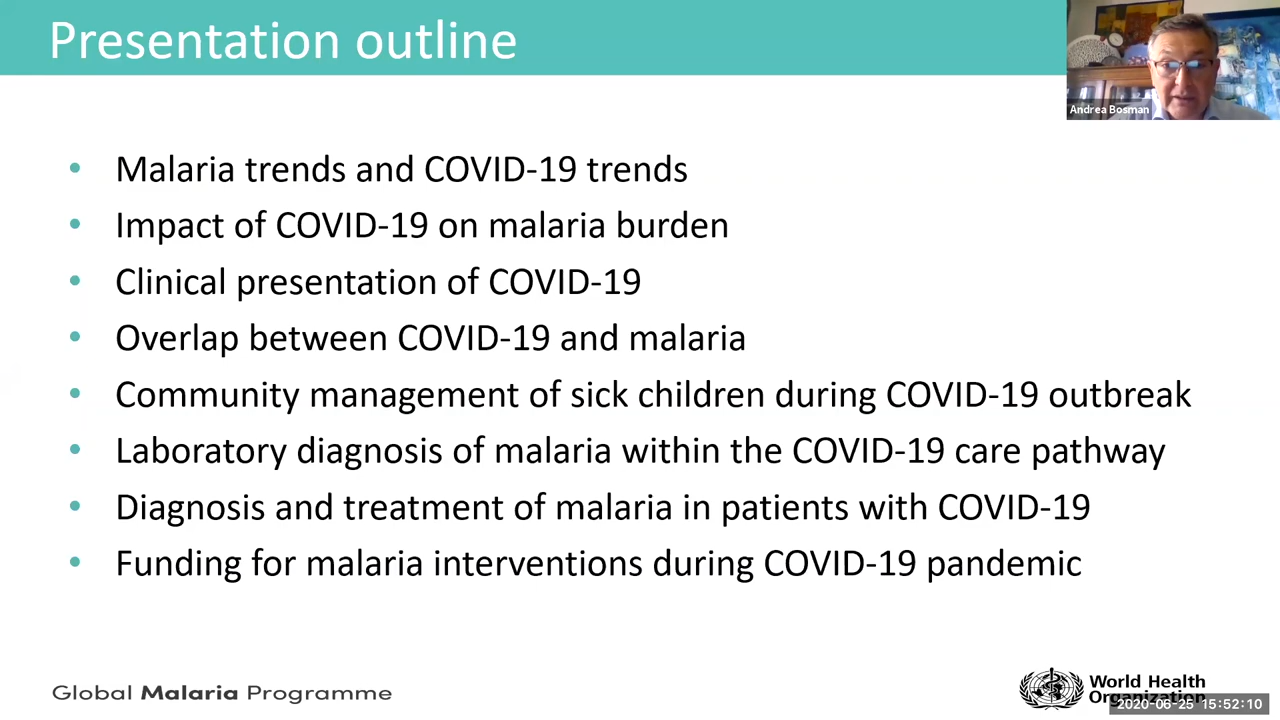 Presentation outline
Andrea Bosman
• Malaria trends and COVID-19 trends
• Impact of COVID-19 on malaria burden
• Clinical presentation of COVID-19
• Overlap between COVID-19 and malaria
• Community management of sick children during COVID-19 outbreak
• Laboratory diagnosis of malaria within the COVID-19 care pathway
• Diagnosis and treatment of malaria in patients with COVID-19
• Funding for malaria interventions during COVID-19 pandemic
Global Malaria Programme
World Health
Organization
2020-06-25 15:52:10